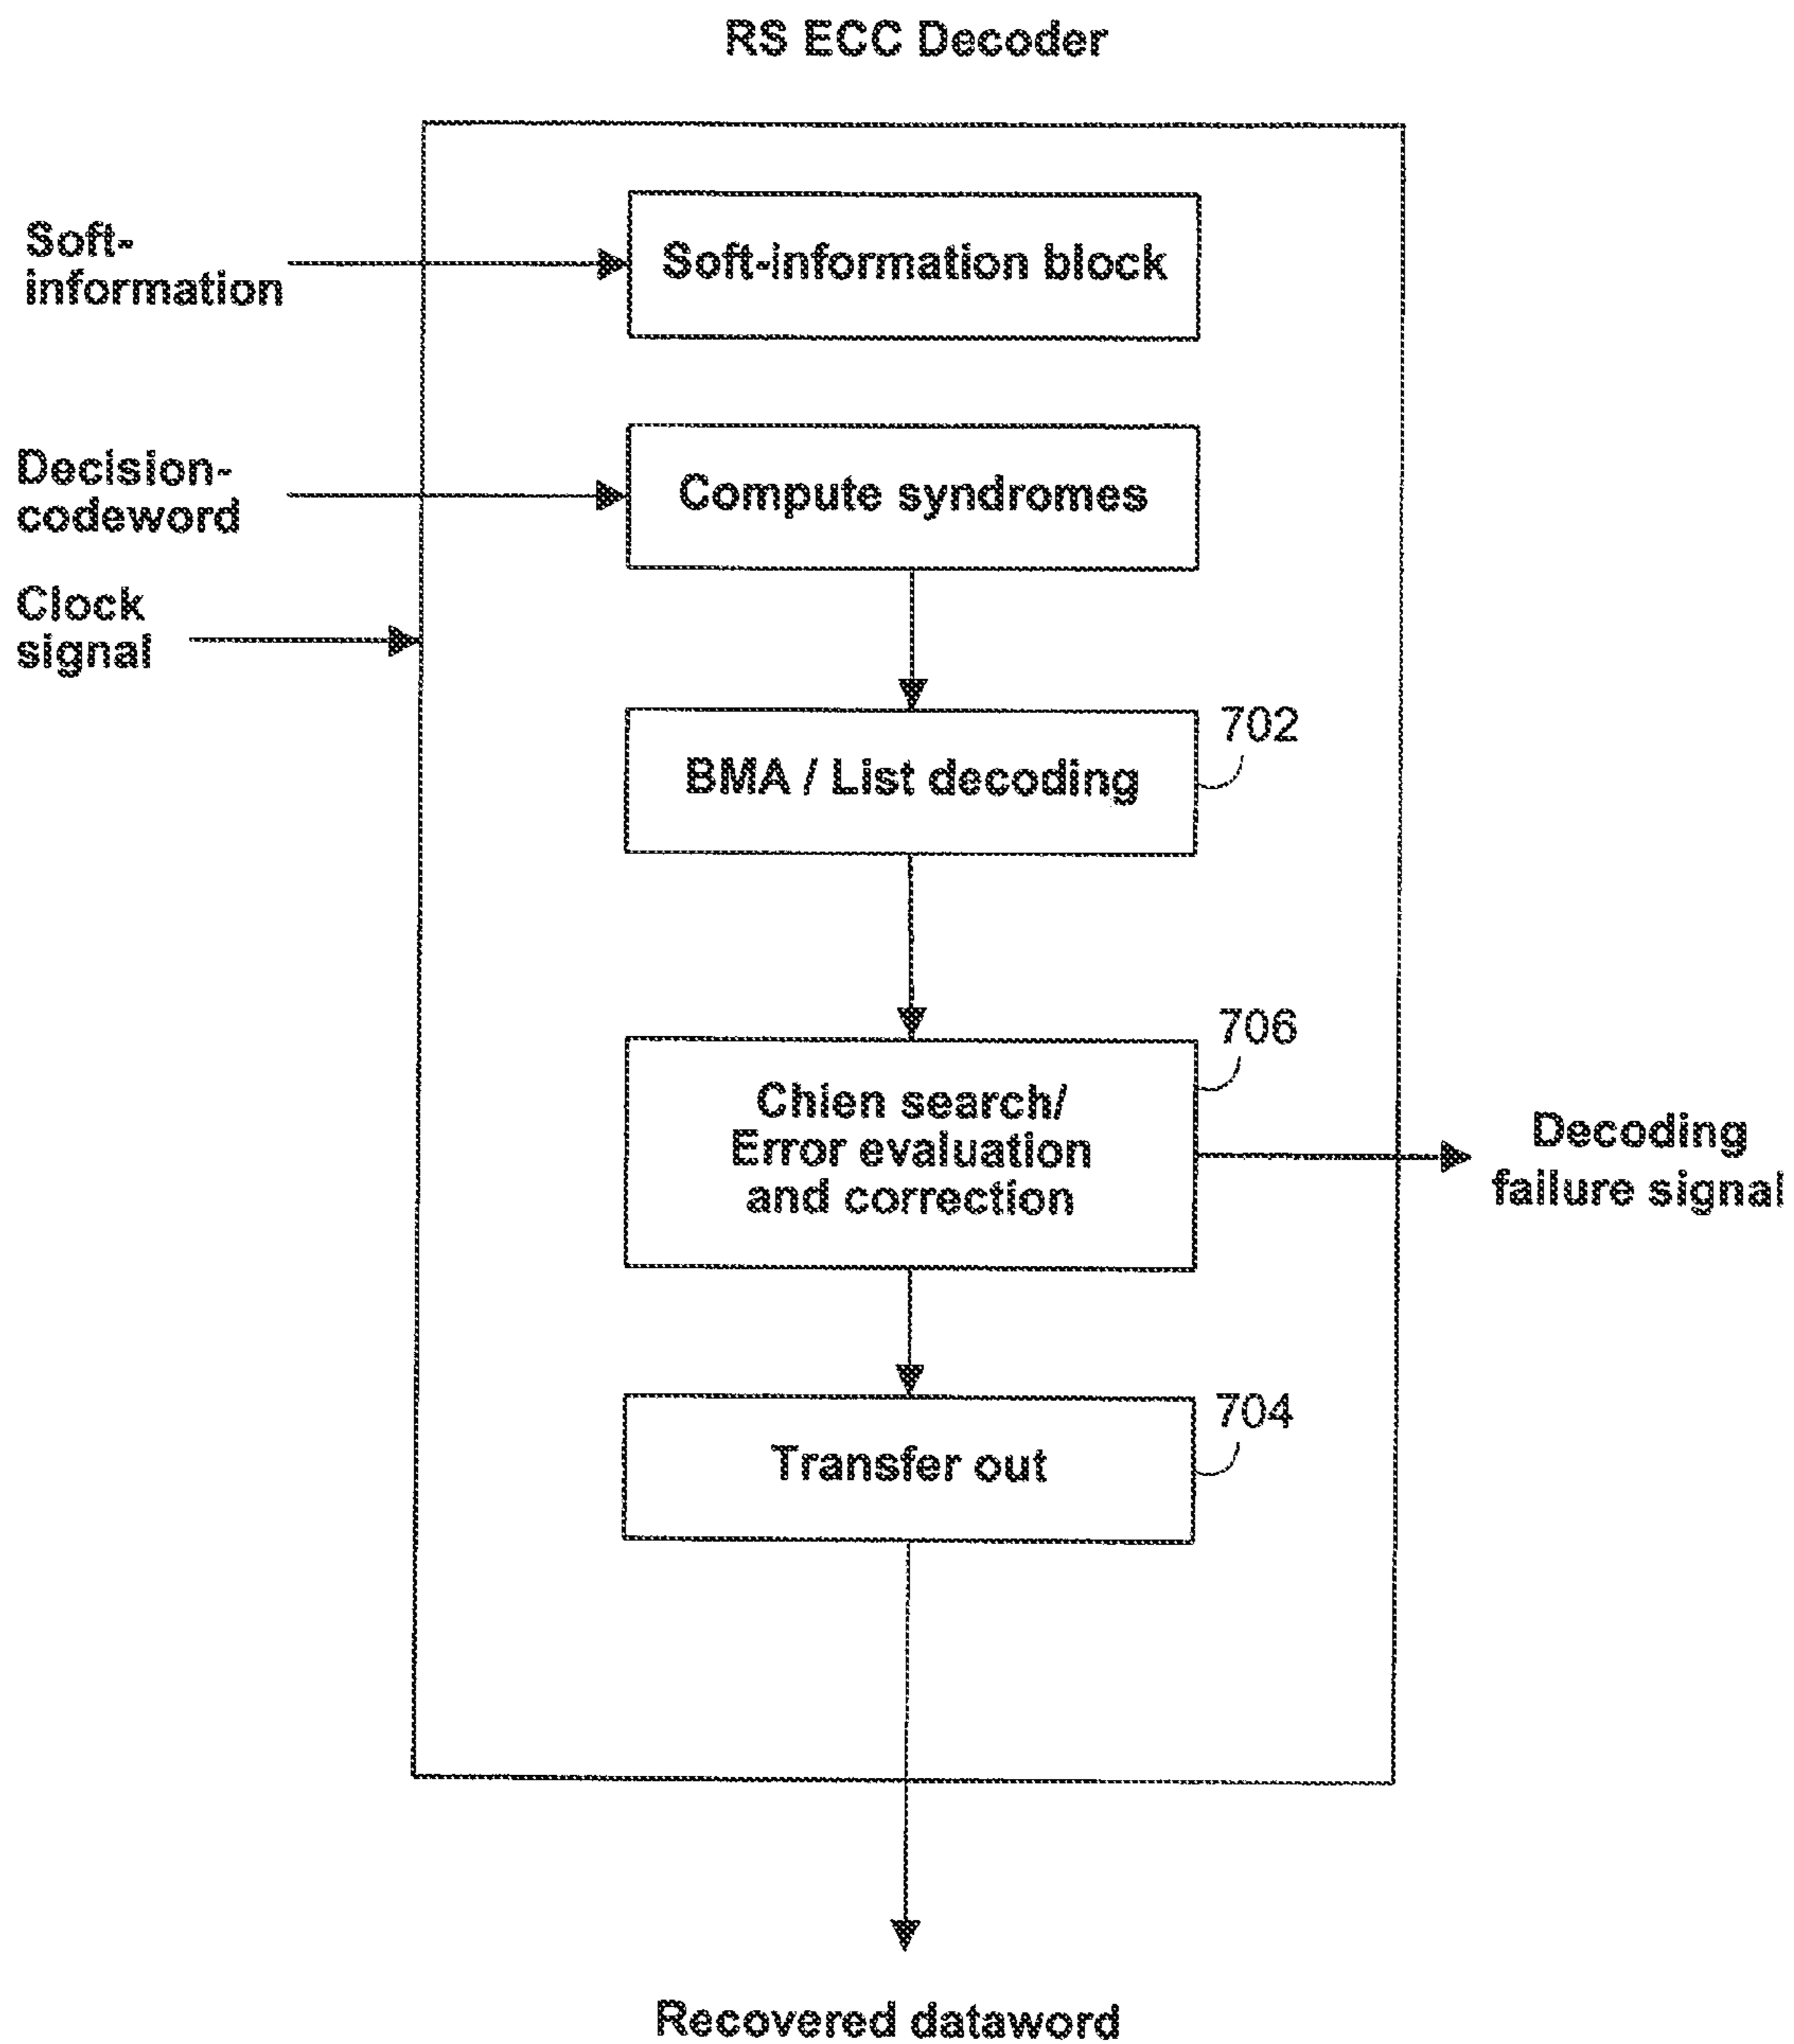 RS ECC Decoder
Soft-
information
Soft-information block
Decision-
codeword
Compute syndromes
Clock
signal
702
BMA / List decoding
706
Chien search/
Error evaluation
and correction
Decoding
failure signal
704
Transfer out
Recovered dataword